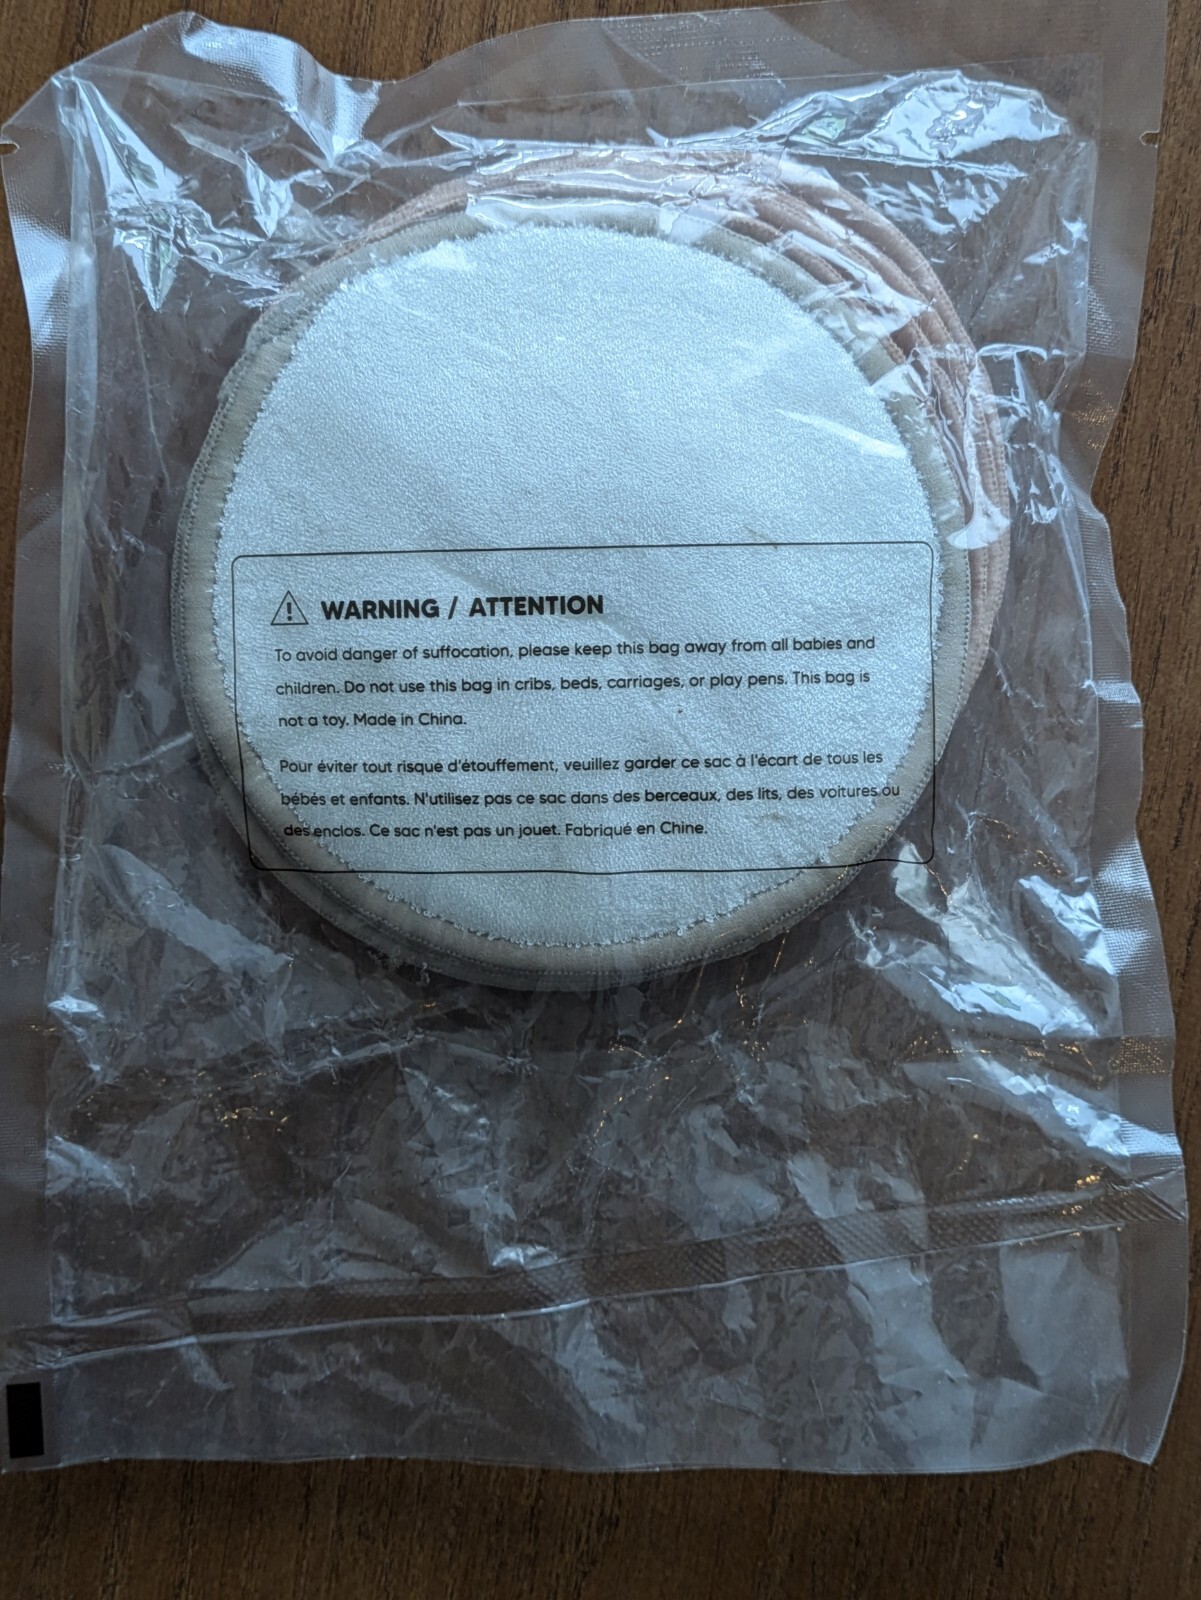 WARNING / ATTENTION
To avoid danger of suffocation, please keep this bag away from all babies and
children. Do not use this bag in cribs, beds, carriages, or play pens. This bag is
not a toy. Made in China.
Pour éviter tout risque d'étouffement, veuillez garder ce sac à l'écart de tous les
bébés et enfants. N'utilisez pas ce sac dans des berceaux, des lits, des voitures ou
des enclos. Ce sac n'est pas un jouet. Fabriqué en Chine.